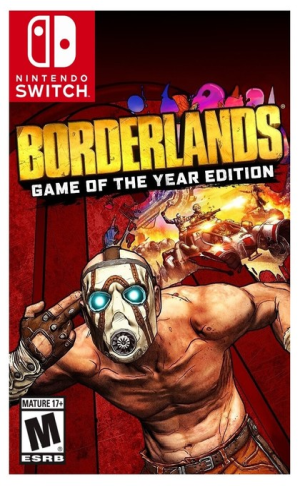 NINTENDO
SWITCH
BORDERLANDS
GAME OF THE YEAR EDITION
MATURE 17+
M
ESRB